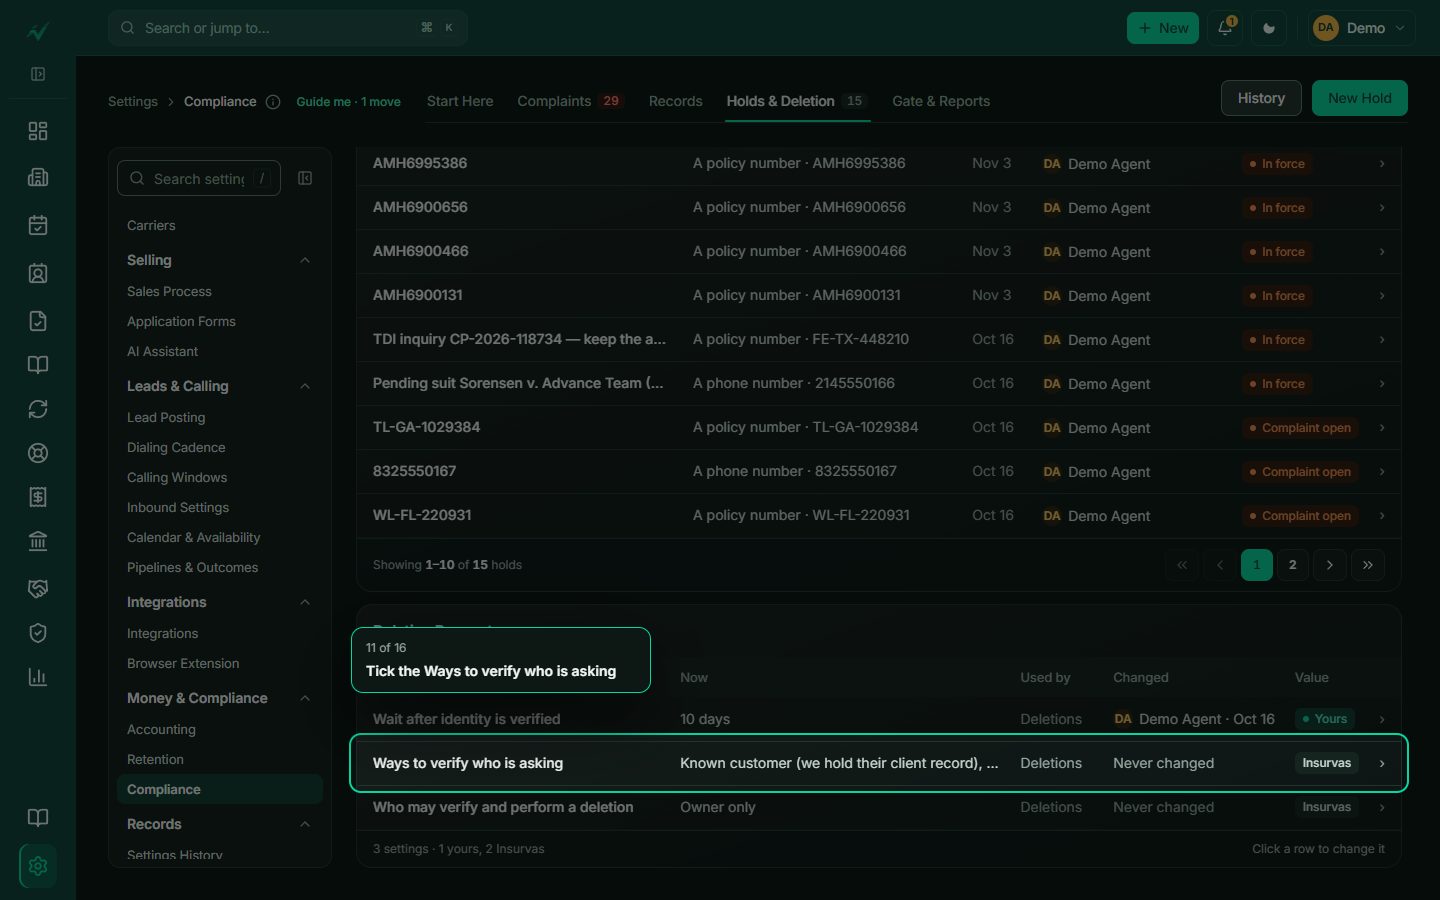 Search or jump to...
⌘ K
New
1
DA Demo
Settings > Compliance
Guide me · 1 move
Start Here
Complaints 29
Records
Holds & Deletion 15
Gate & Reports
History
New Hold
Search setting /
Carriers
Selling
Sales Process
Application Forms
AI Assistant
Leads & Calling
Lead Posting
Dialing Cadence
Calling Windows
Inbound Settings
Calendar & Availability
Pipelines & Outcomes
Integrations
Integrations
Browser Extension
Money & Compliance
Accounting
Retention
Compliance
Records
Settings History
AMH6995386 A policy number · AMH6995386 Nov 3 DA Demo Agent In force
AMH6900656 A policy number · AMH6900656 Nov 3 DA Demo Agent In force
AMH6900466 A policy number · AMH6900466 Nov 3 DA Demo Agent In force
AMH6900131 A policy number · AMH6900131 Nov 3 DA Demo Agent In force
TDI inquiry CP-2026-118734 — keep the a... A policy number · FE-TX-448210 Oct 16 DA Demo Agent In force
Pending suit Sorensen v. Advance Team (... A phone number · 2145550166 Oct 16 DA Demo Agent In force
TL-GA-1029384 A policy number · TL-GA-1029384 Oct 16 DA Demo Agent Complaint open
8325550167 A phone number · 8325550167 Oct 16 DA Demo Agent Complaint open
WL-FL-220931 A policy number · WL-FL-220931 Oct 16 DA Demo Agent Complaint open
Showing 1–10 of 15 holds
1 2
11 of 16
Tick the Ways to verify who is asking
Now Used by Changed Value
Wait after identity is verified 10 days Deletions DA Demo Agent · Oct 16 Yours
Ways to verify who is asking Known customer (we hold their client record), ... Deletions Never changed Insurvas
Who may verify and perform a deletion Owner only Deletions Never changed Insurvas
3 settings · 1 yours, 2 Insurvas
Click a row to change it